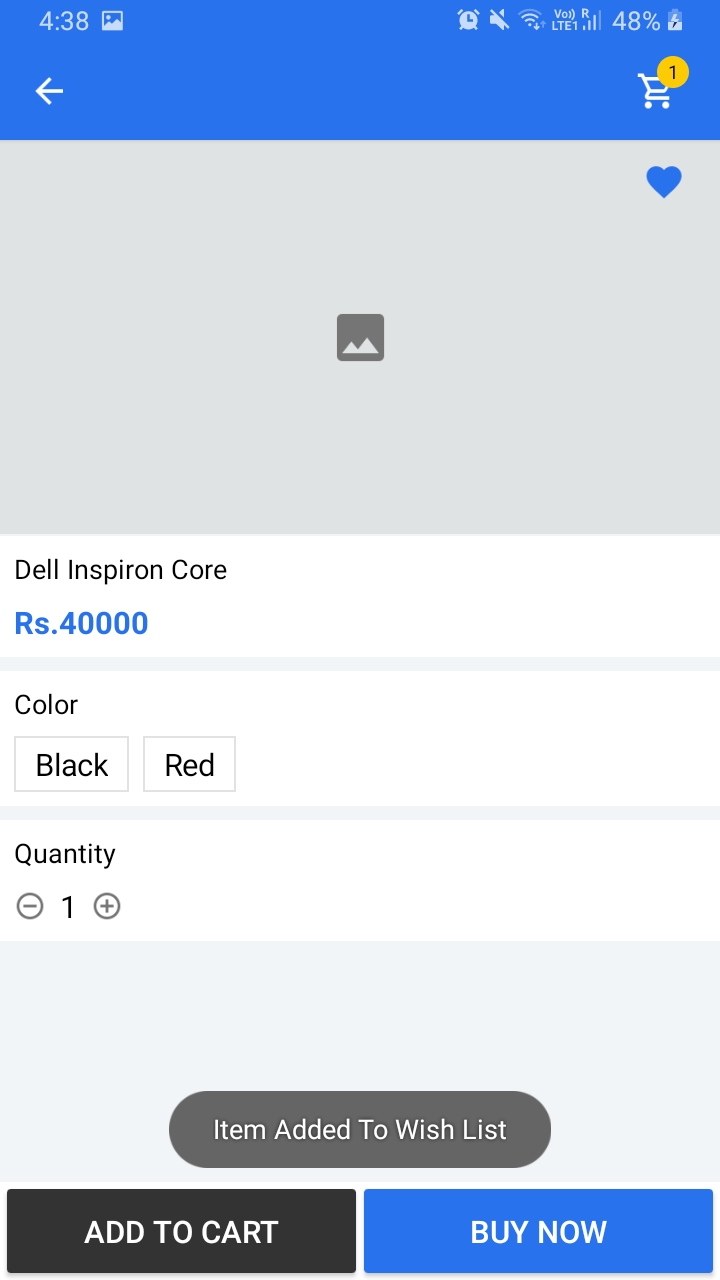 4:38
Vo)) R
LTE1
48%
1
Dell Inspiron Core
Rs.40000
Color
Black Red
Quantity
1
Item Added To Wish List
ADD TO CART BUY NOW